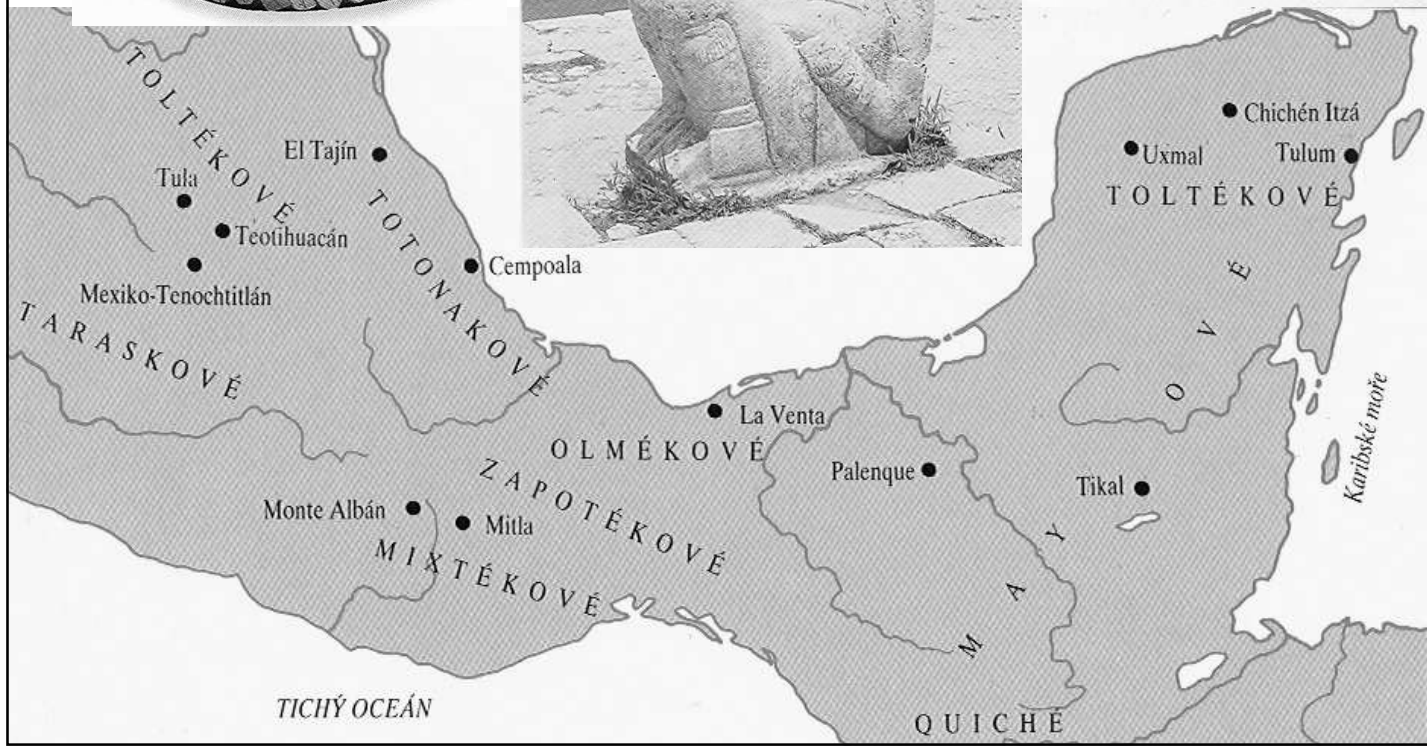 TOLTÉKOVÉ
El Tajín
Tula
Teotihuacán
Mexiko-Tenochtitlán
TOTONAKOVÉ
Cempoala
TARASKOVÉ
Chichén Itzá
Uxmal
Tulum
TOLTÉKOVÉ
La Venta
OLMÉKOVÉ
ZAPOTÉKOVÉ
Monte Albán
Mitla
MIXTÉKOVÉ
Palenque
Tikal
MAYOVÉ
Karibské moře
TICHÝ OCEÁN
QUICHÉ